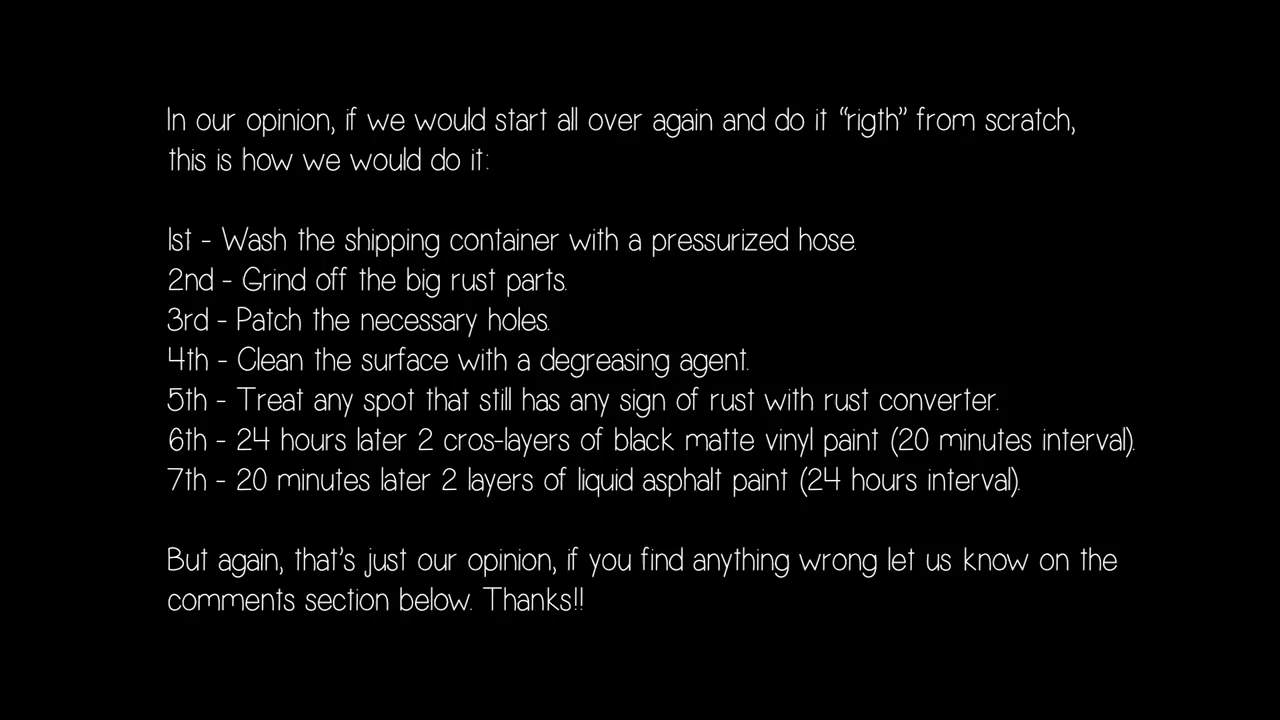 In our opinion, if we would start all over again and do it “rigth” from scratch,
this is how we would do it:
1st - Wash the shipping container with a pressurized hose.
2nd - Grind off the big rust parts.
3rd - Patch the necessary holes.
4th - Clean the surface with a degreasing agent.
5th - Treat any spot that still has any sign of rust with rust converter.
6th - 24 hours later 2 cros-layers of black matte vinyl paint (20 minutes interval).
7th - 20 minutes later 2 layers of liquid asphalt paint (24 hours interval).
But again, that’s just our opinion, if you find anything wrong let us know on the
comments section below. Thanks!!